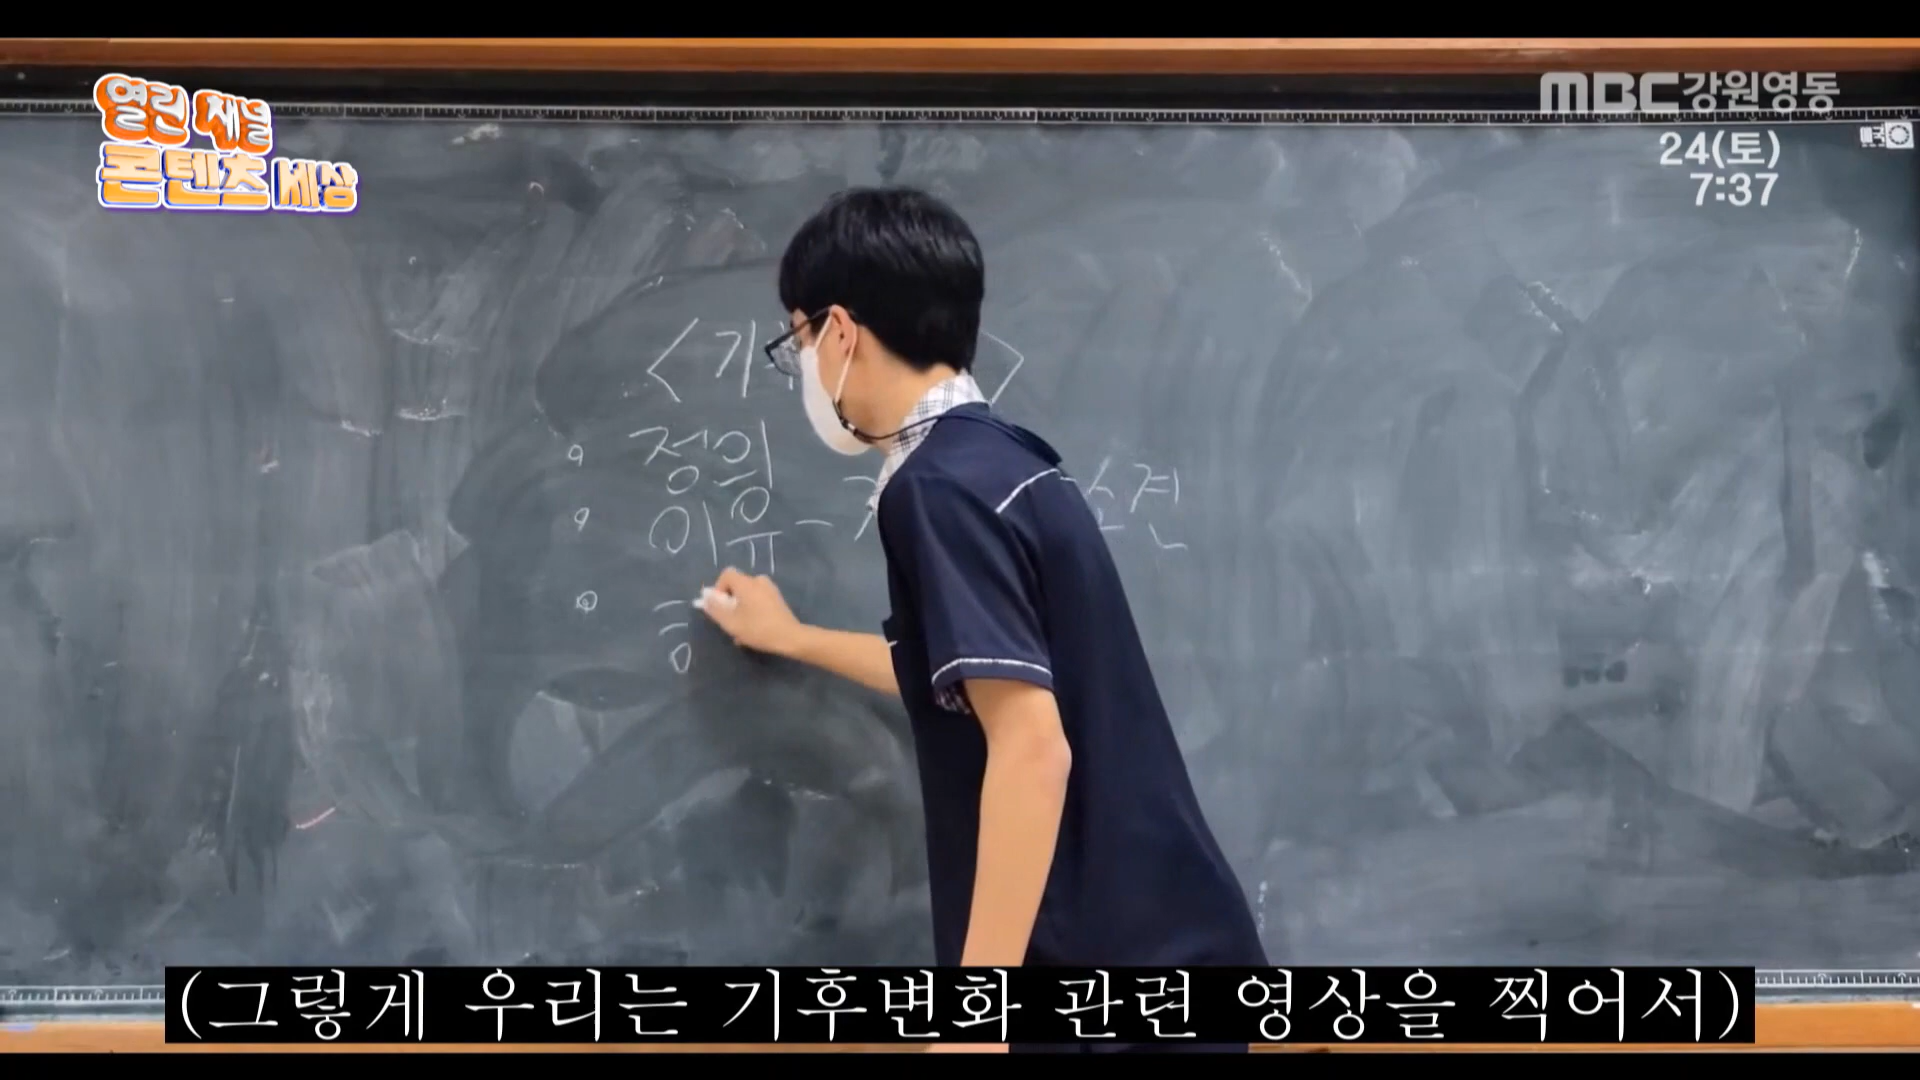 열린 채널
콘텐츠 세상
MBC강원영동
24(토)
7:37
<기
정의
이유-
(그렇게 우리는 기후변화 관련 영상을 찍어서)